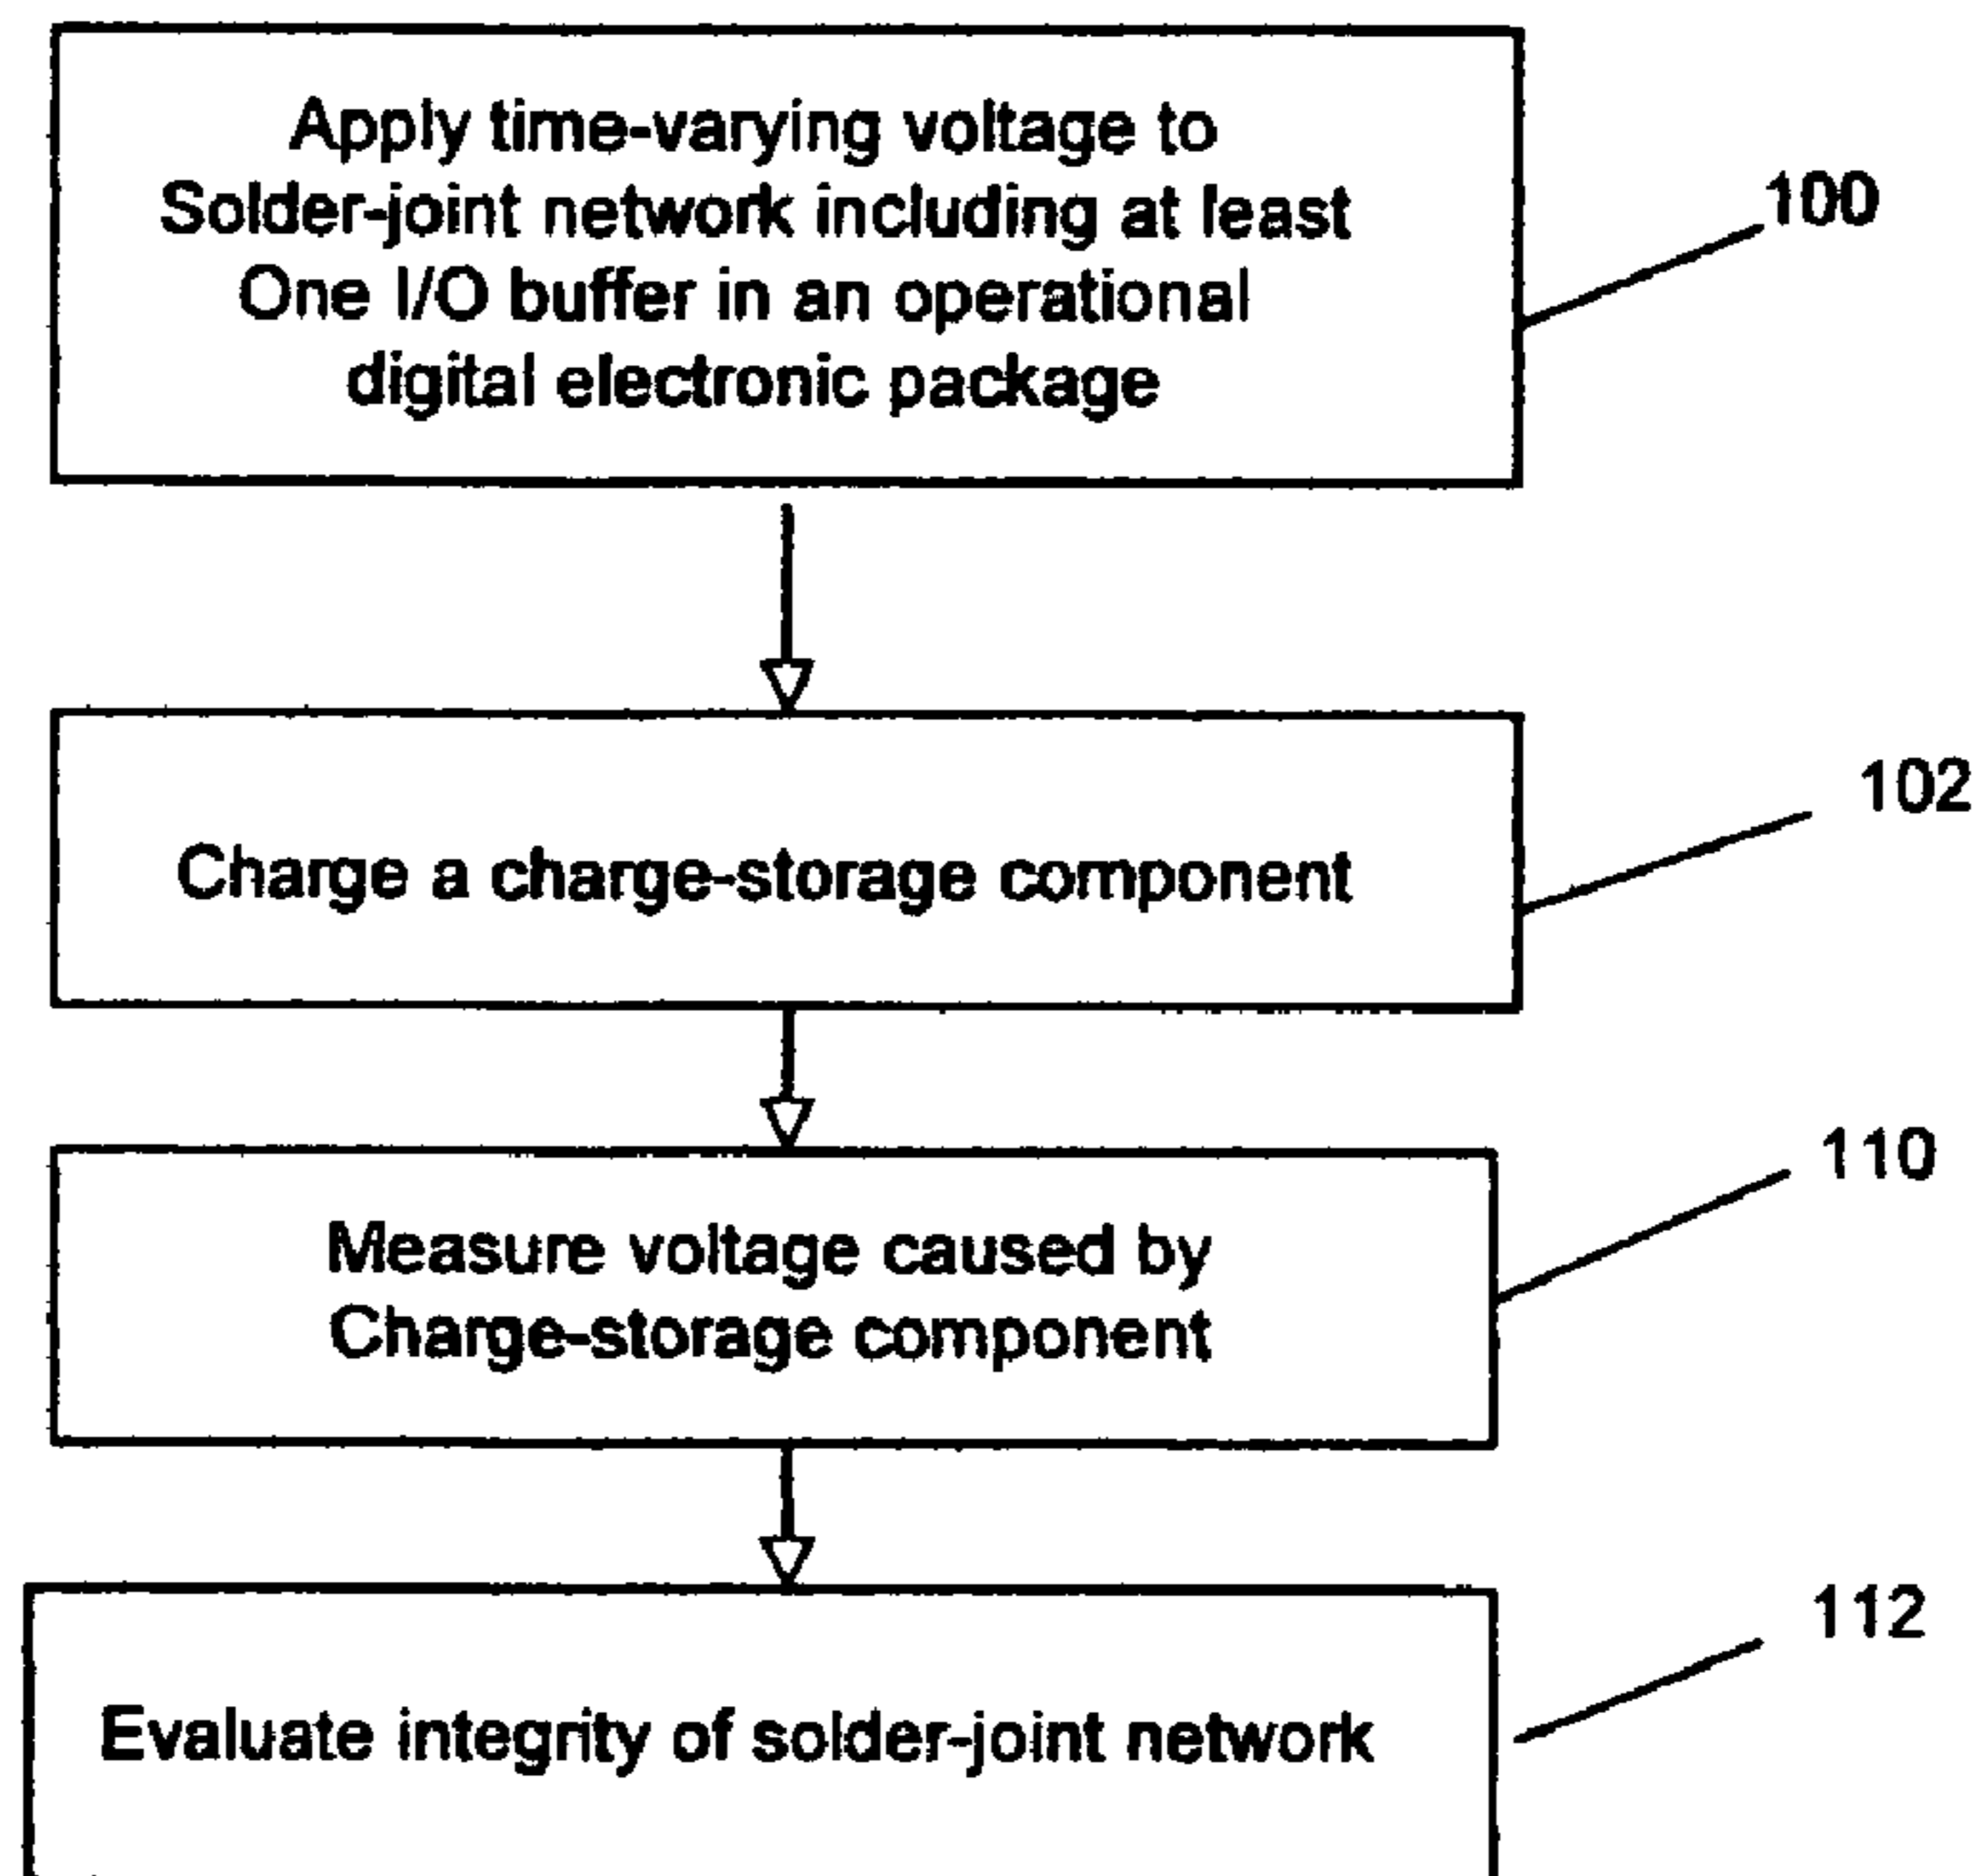 Apply time-varying voltage to
Solder-joint network including at least
One I/O buffer in an operational
digital electronic package
100
Charge a charge-storage component
102
Measure voltage caused by
Charge-storage component
110
Evaluate integrity of solder-joint network
112